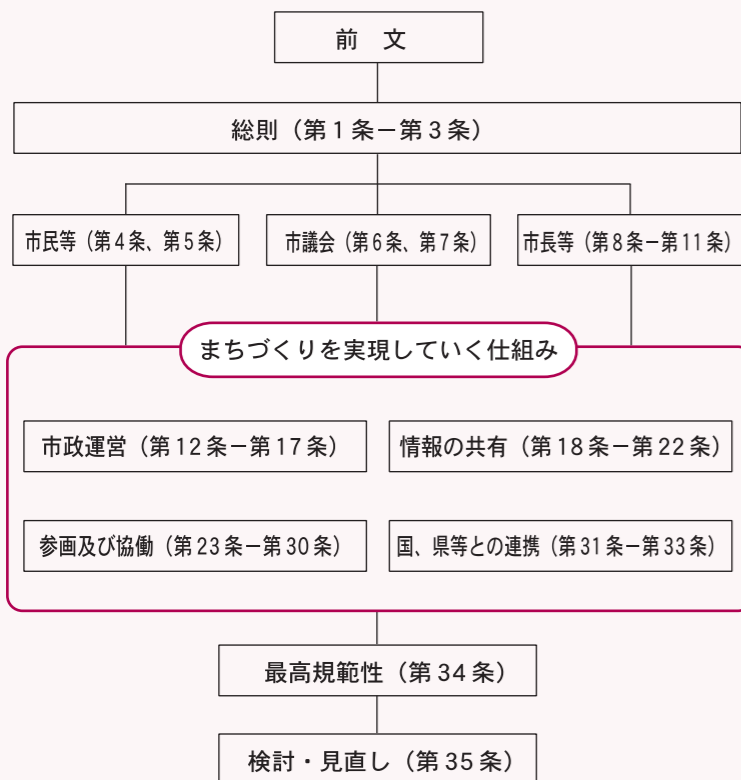 前　文
総則（第１条－第３条）
市民等（第４条、第５条）
市議会（第６条、第７条）
市長等（第８条－第11条）
まちづくりを実現していく仕組み
市政運営（第12条－第17条）
情報の共有（第18条－第22条）
参画及び協働（第23条－第30条）
国、県等との連携（第31条－第33条）
最高規範性（第34条）
検討・見直し（第35条）